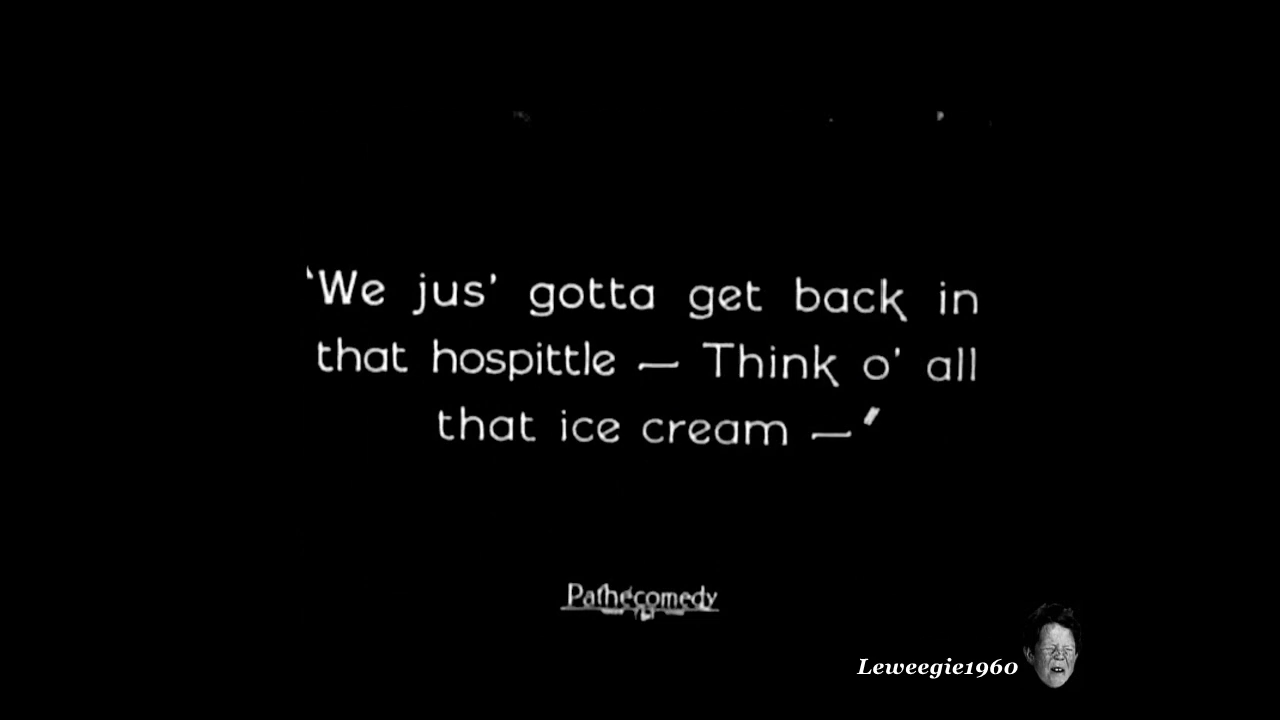 'We jus' gotta get back in
that hospittle — Think o' all
that ice cream —'
Pathécomedy
Leweegie1960